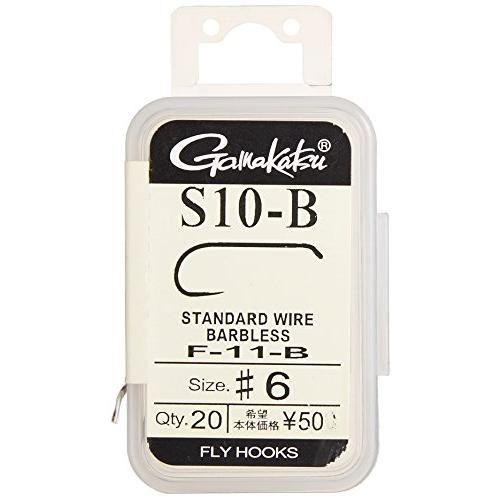 Gamakatsu®
S10-B
STANDARD WIRE
BARBLESS
F-11-B
Size. #6
Qty. 20 希望 本体価格 ¥50
FLY HOOKS